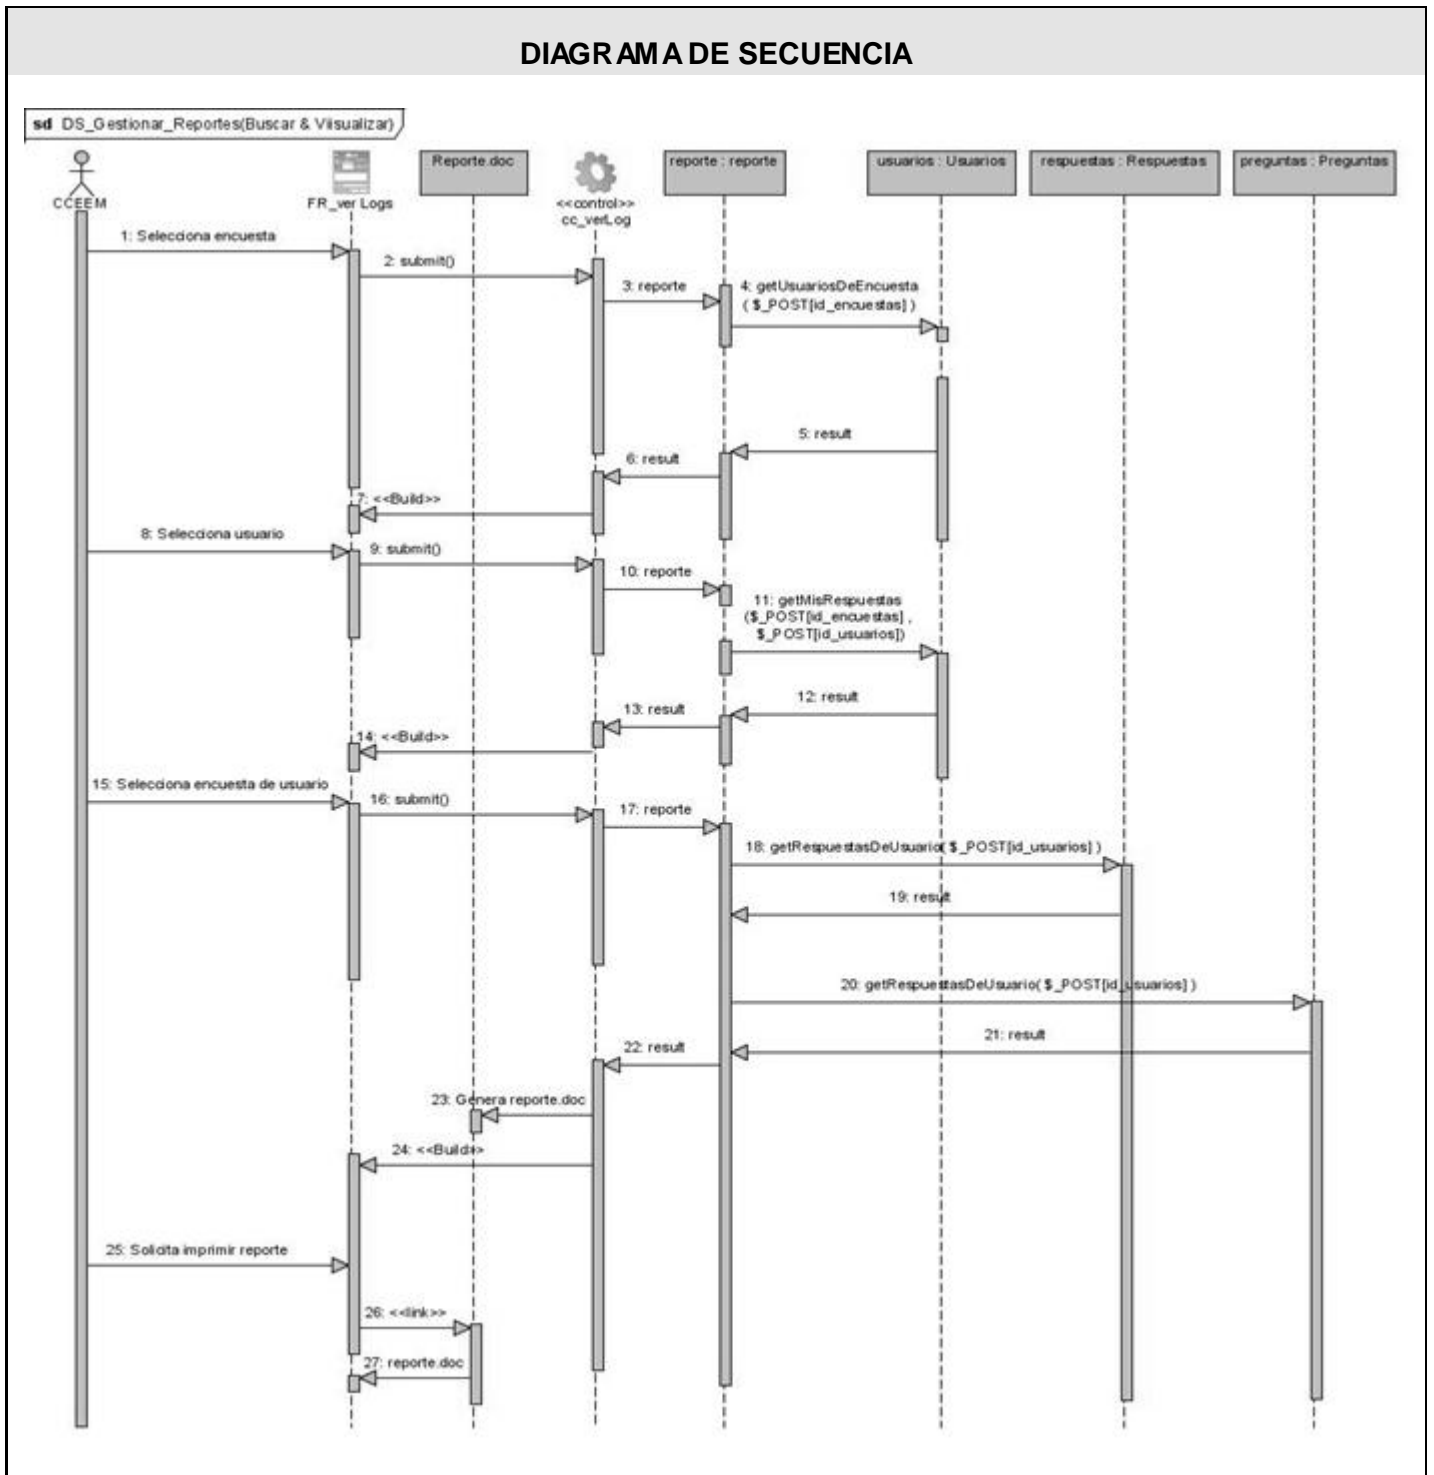 DIAGRAMA DE SECUENCIA
sd DS_Gestionar_Reportes(Buscar & Viisualizar)
CCEEM
FR_ver Logs
Reporte.doc
<<control>>
cc_verLog
reporte : reporte
usuarios : Usuarios
respuestas : Respuestas
preguntas : Preguntas
1: Selecciona encuesta
2: submit()
3: reporte
4: getUsuariosDeEncuesta
( $_POST[id_encuestas] )
5: result
6: result
7: <<Build>>
8: Selecciona usuario
9: submit()
10: reporte
11: getMisRespuestas
($_POST[id_encuestas] ,
$_POST[id_usuarios])
12: result
13: result
14: <<Build>>
15: Selecciona encuesta de usuario
16: submit()
17: reporte
18: getRespuestasDeUsuario( $_POST[id_usuarios] )
19: result
20: getRespuestasDeUsuario( $_POST[id_usuarios] )
21: result
22: result
23: Genera reporte.doc
24: <<Build>>
25: Solicita imprimir reporte
26: <<link>>
27: reporte.doc